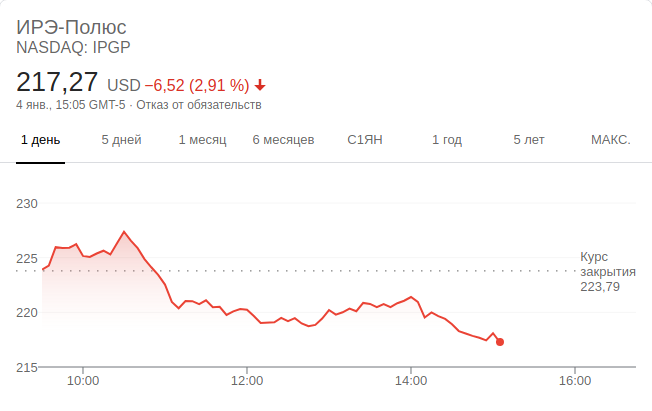 ИРЭ-Полюс
NASDAQ: IPGP
217,27 USD −6,52 (2,91 %)
4 янв., 15:05 GMT-5 · Отказ от обязательств
1 день 5 дней 1 месяц 6 месяцев С1ЯН 1 год 5 лет МАКС.
230
225
220
215
Курс
закрытия
223,79
10:00 12:00 14:00 16:00